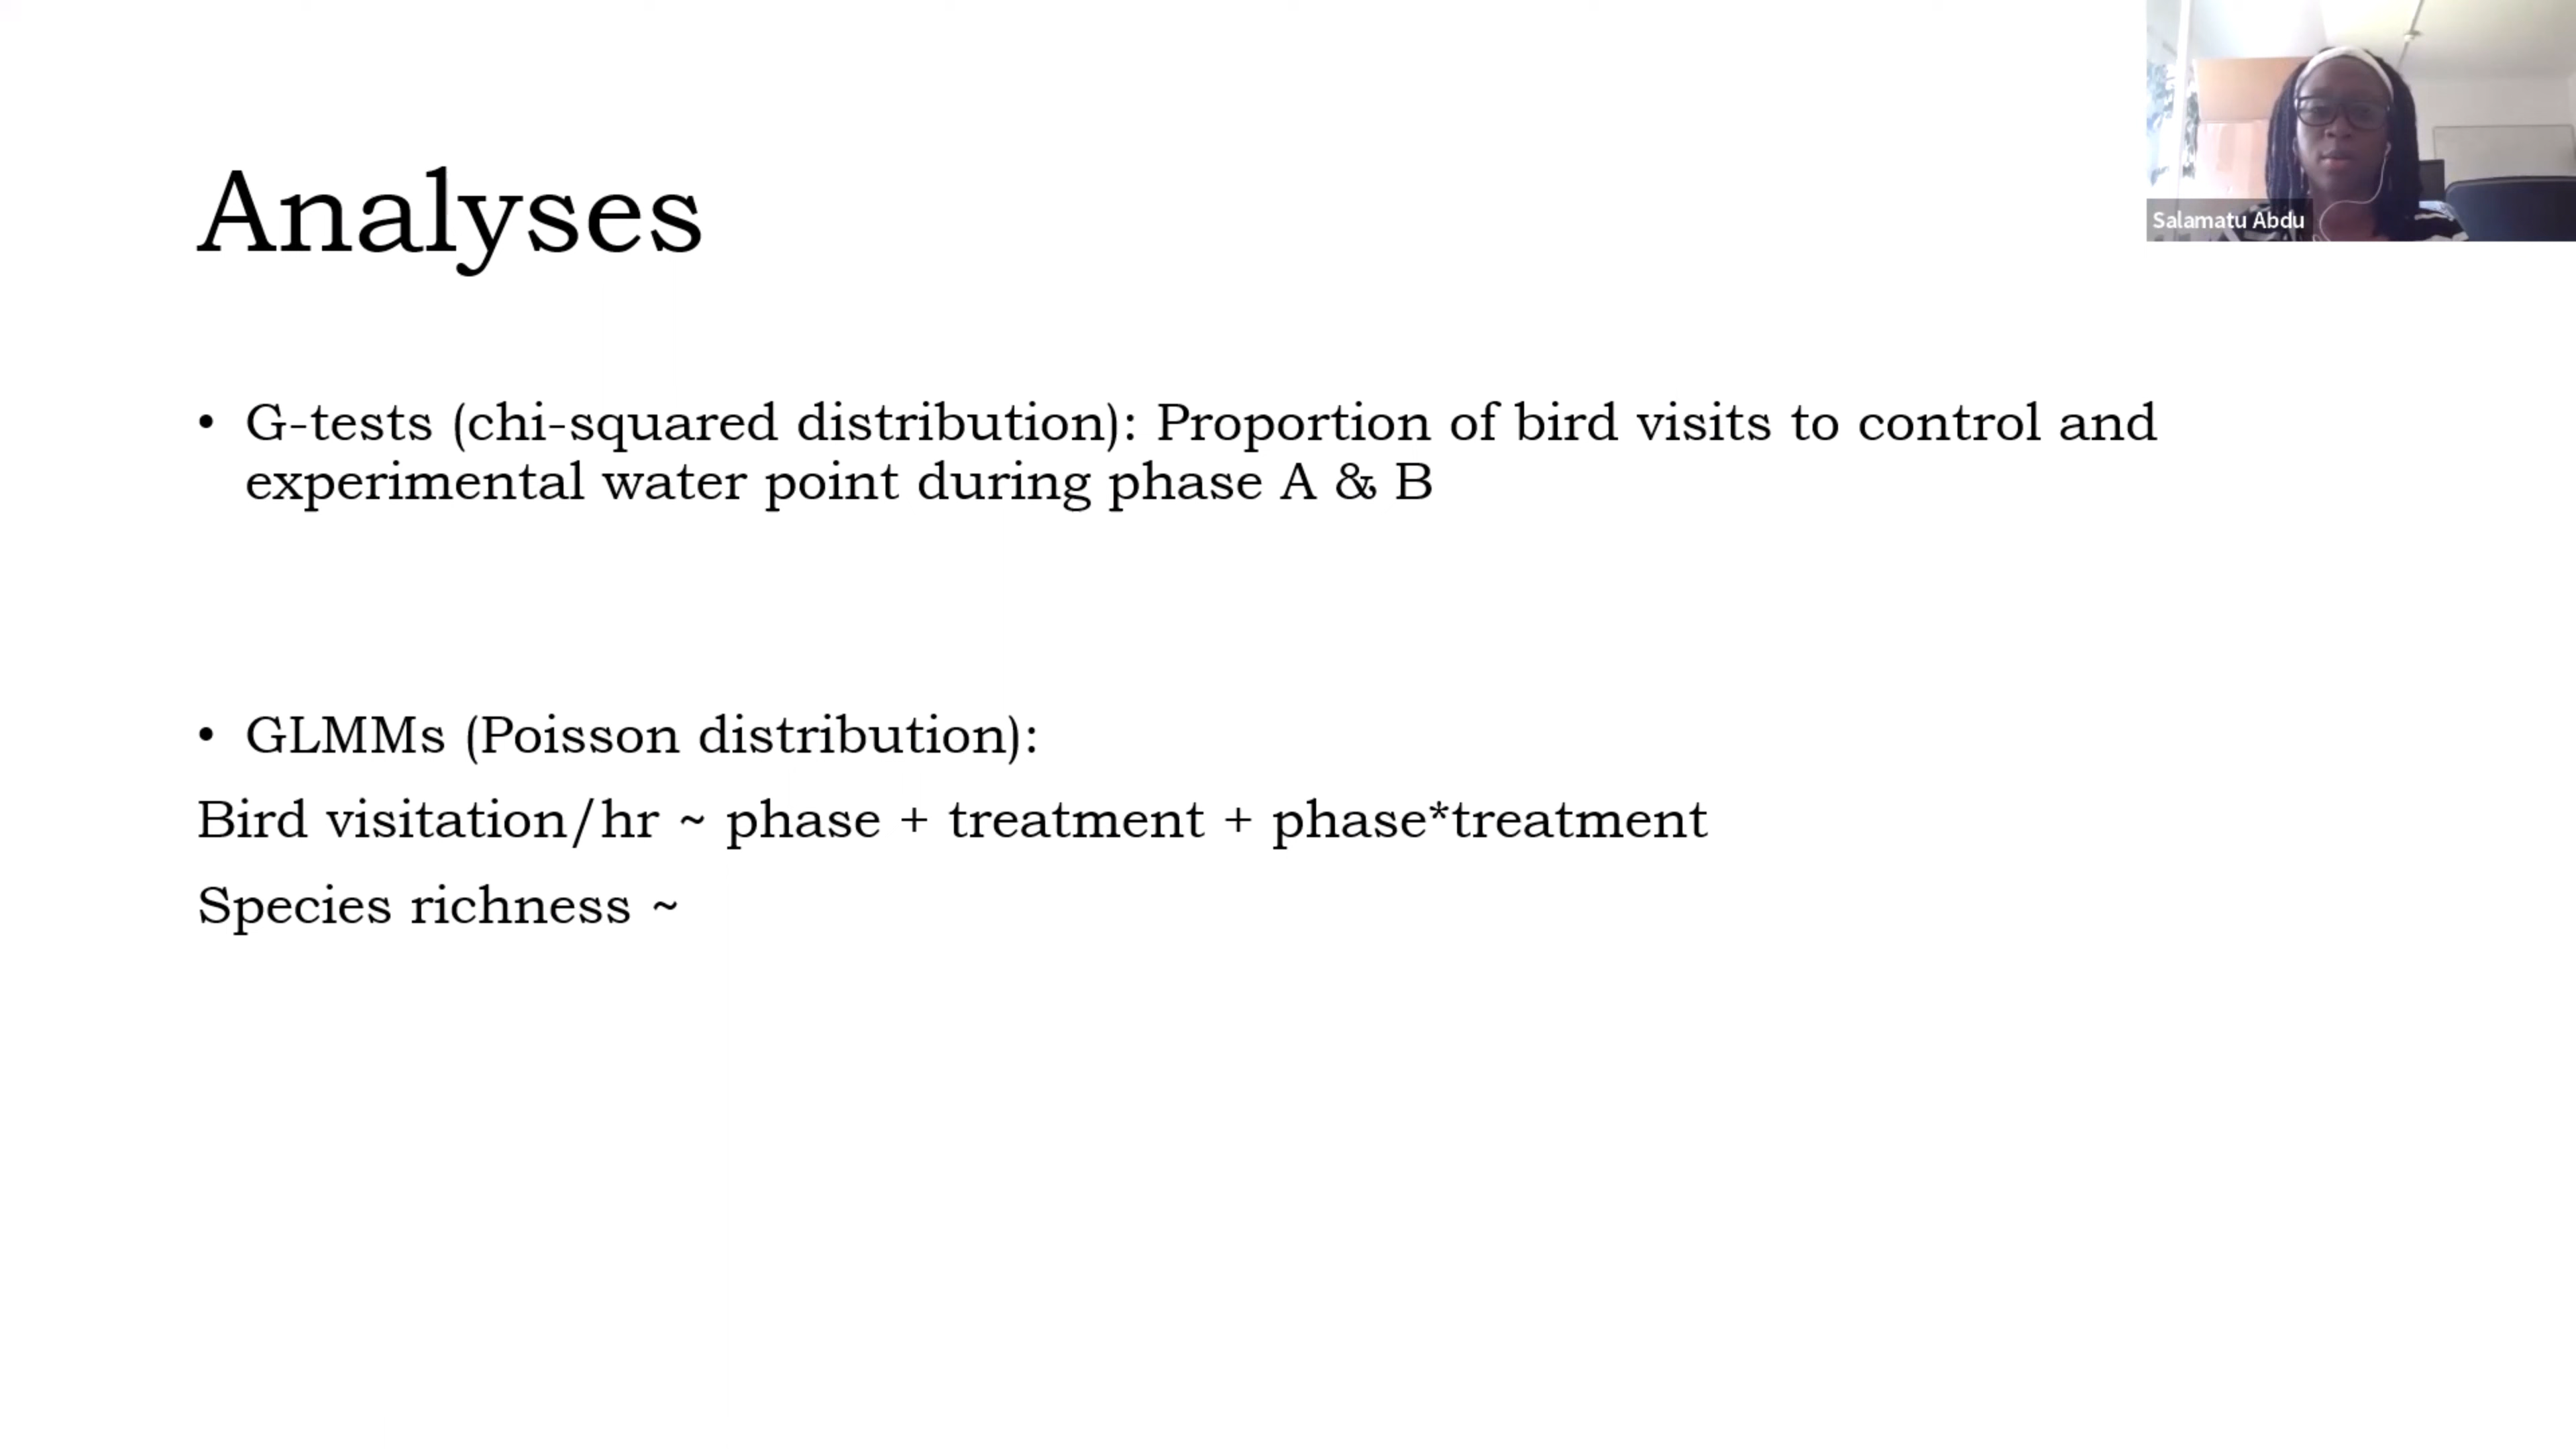 Salamatu Abdu
Analyses
• G-tests (chi-squared distribution): Proportion of bird visits to control and
experimental water point during phase A & B
• GLMMs (Poisson distribution):
Bird visitation/hr ~ phase + treatment + phase*treatment
Species richness ~